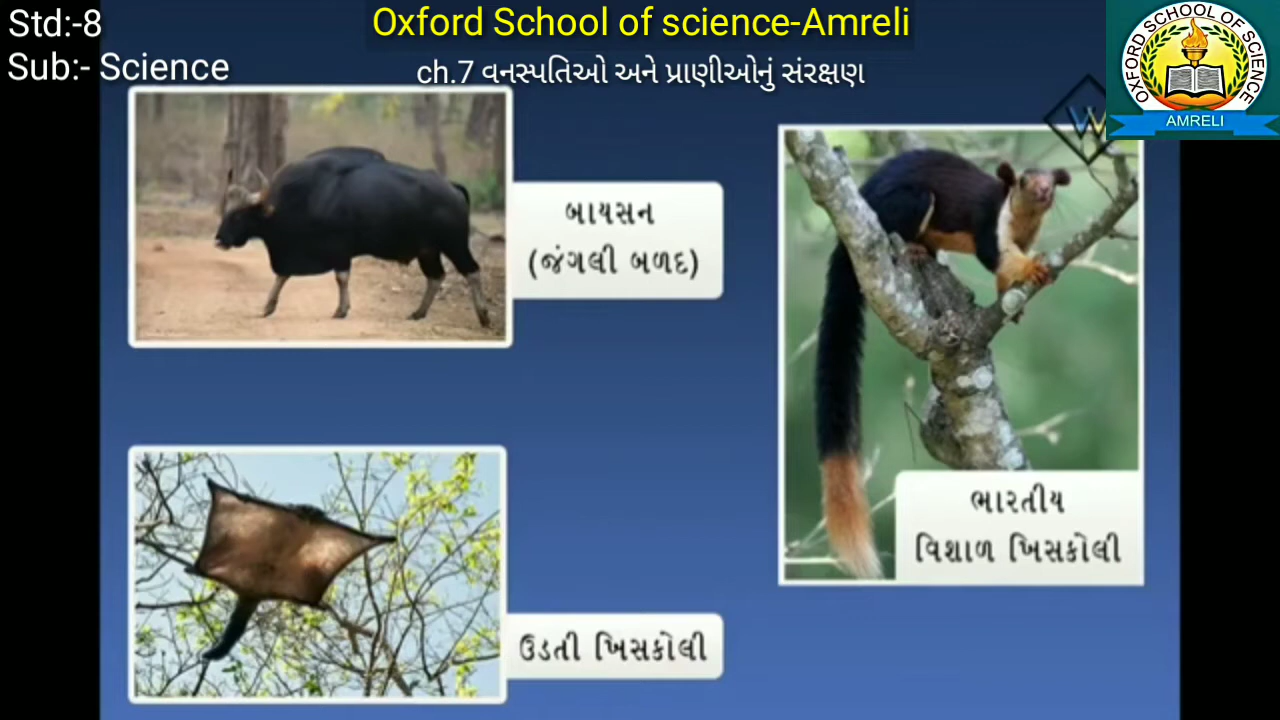 Std:-8
Sub:- Science
Oxford School of science-Amreli
ch.7 વનસ્પતિઓ અને પ્રાણીઓનું સંરક્ષણ
OXFORD SCHOOL OF SCIENCE
AMRELI
બાયસન
(જંગલી બળદ)
ભારતીય
વિશાળ ખિસકોલી
ઉડતી ખિસકોલી